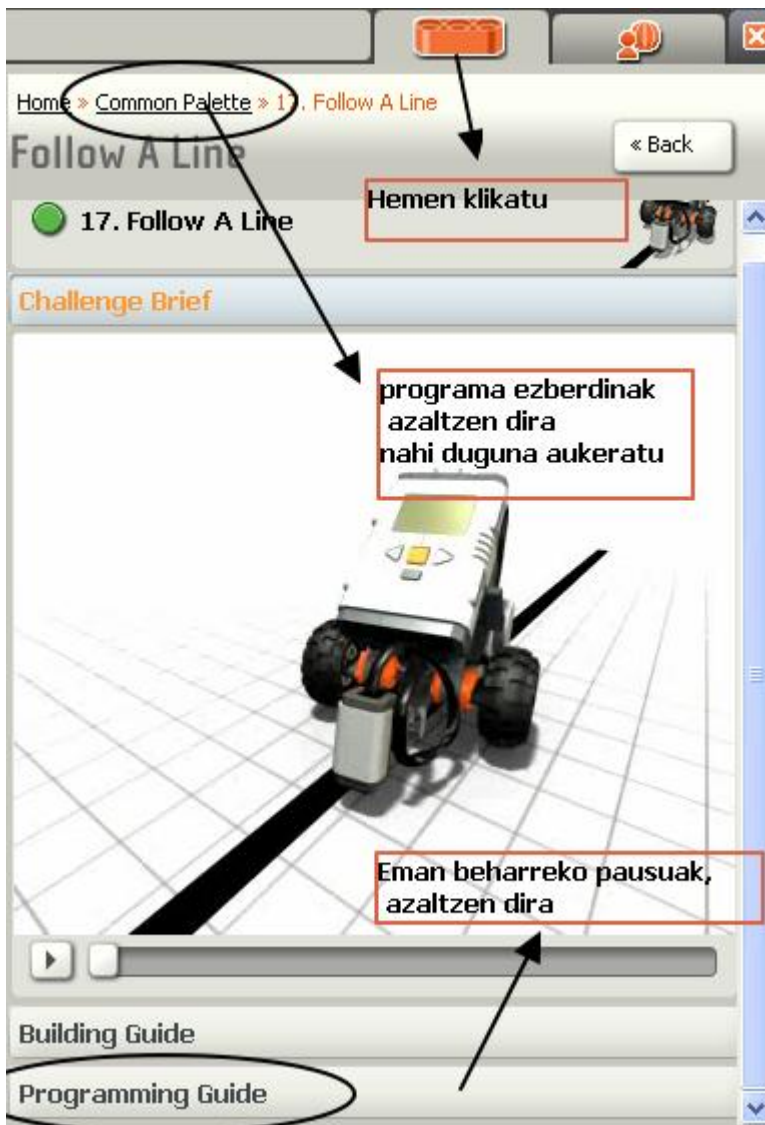 Home » Common Palette » 17. Follow A Line
Follow A Line
« Back
17. Follow A Line
Hemen klikatu
Challenge Brief
programa ezberdinak
azaltzen dira
nahi duguna aukeratu
Eman beharreko pausuak,
azaltzen dira
Building Guide
Programming Guide